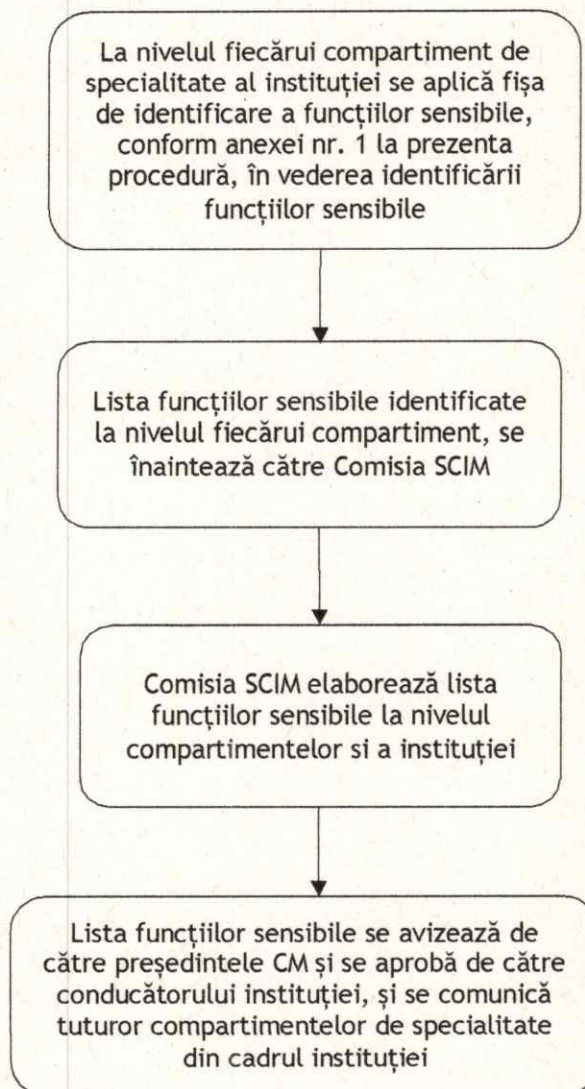 La nivelul fiecărui compartiment de
specialitate al instituției se aplică fișa
de identificare a funcțiilor sensibile,
conform anexei nr. 1 la prezenta
procedură, în vederea identificării
funcțiilor sensibile
Lista funcțiilor sensibile identificate
la nivelul fiecărui compartiment, se
înaintează către Comisia SCIM
Comisia SCIM elaborează lista
funcțiilor sensibile la nivelul
compartimentelor si a instituției
Lista funcțiilor sensibile se avizează de
către președintele CM și se aprobă de către
conducătorului instituției, și se comunică
tuturor compartimentelor de specialitate
din cadrul instituției